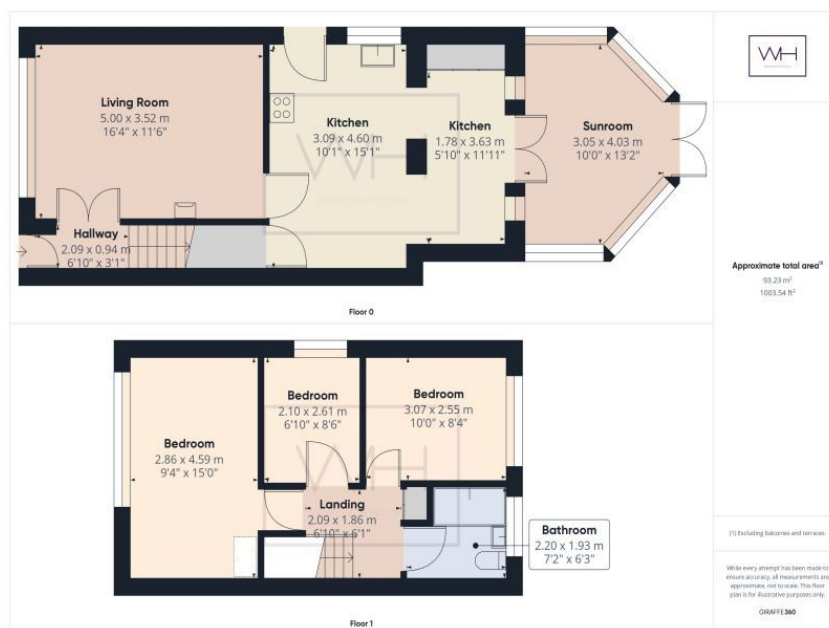 Living Room
5.00 x 3.52 m
16'4" x 11'6"
Kitchen
3.09 x 4.60 m
10'1" x 15'1"
Kitchen
1.78 x 3.63 m
5'10" x 11'11"
Sunroom
3.05 x 4.03 m
10'0" x 13'2"
Hallway
2.09 x 0.94 m
6'10" x 3'1"
WH
Floor 0
Bedroom
2.86 x 4.59 m
9'4" x 15'0"
Bedroom
2.10 x 2.61 m
6'10" x 8'6"
Bedroom
3.07 x 2.55 m
10'0" x 8'4"
Landing
2.09 x 1.86 m
6'10" x 6'1"
Bathroom
2.20 x 1.93 m
7'2" x 6'3"
WH
Floor 1
WH
Approximate total area⁽¹⁾
93.23 m²
1003.54 ft²
(1) Excluding balconies and terraces
While every attempt has been made to
ensure accuracy, all measurements are
approximate, not to scale. This floor
plan is for illustrative purposes only.
GIRAFFE360